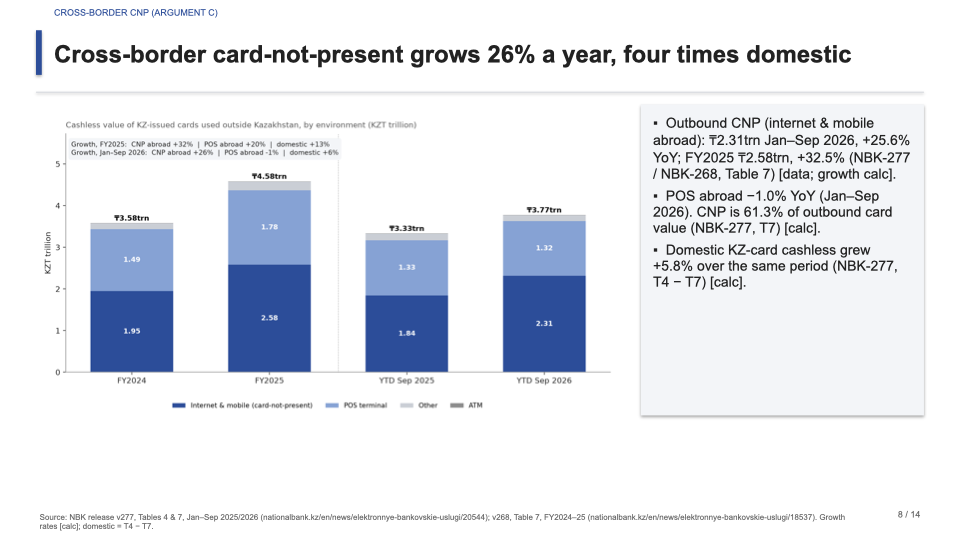 CROSS-BORDER CNP (ARGUMENT C)
Cross-border card-not-present grows 26% a year, four times domestic
Cashless value of KZ-issued cards used outside Kazakhstan, by environment (KZT trillion)
Growth, FY2025: CNP abroad +32% | POS abroad +20% | domestic +13%
Growth, Jan–Sep 2026: CNP abroad +26% | POS abroad -1% | domestic +6%
KZT trillion
5
4
3
2
1
0
₸3.58trn
1.49
1.95
₸4.58trn
1.78
2.58
₸3.33trn
1.33
1.84
₸3.77trn
1.32
2.31
FY2024
FY2025
YTD Sep 2025
YTD Sep 2026
Internet & mobile (card-not-present)
POS terminal
Other
ATM
▪ Outbound CNP (internet & mobile
abroad): ₸2.31trn Jan–Sep 2026, +25.6%
YoY; FY2025 ₸2.58trn, +32.5% (NBK-277
/ NBK-268, Table 7) [data; growth calc].
▪ POS abroad −1.0% YoY (Jan–Sep
2026). CNP is 61.3% of outbound card
value (NBK-277, T7) [calc].
▪ Domestic KZ-card cashless grew
+5.8% over the same period (NBK-277,
T4 − T7) [calc].
Source: NBK release v277, Tables 4 & 7, Jan–Sep 2025/2026 (nationalbank.kz/en/news/elektronnye-bankovskie-uslugi/20544); v268, Table 7, FY2024–25 (nationalbank.kz/en/news/elektronnye-bankovskie-uslugi/18537). Growth
rates [calc]; domestic = T4 − T7.
8 / 14